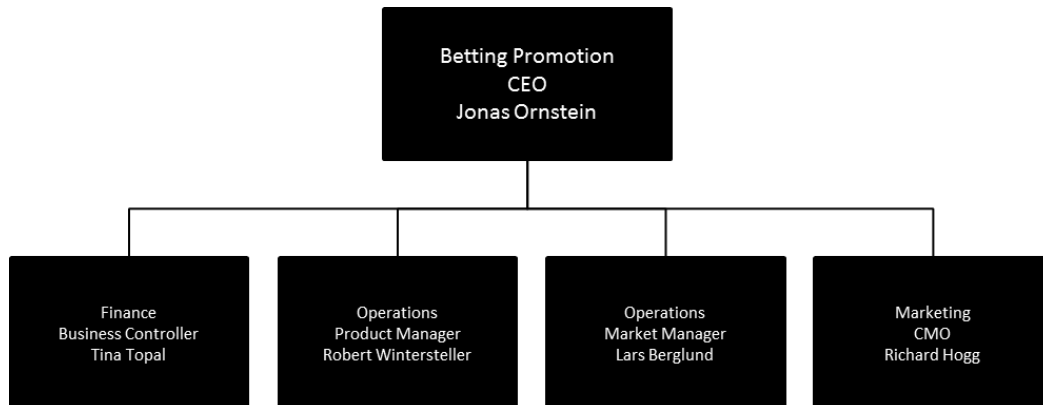 Betting Promotion
CEO
Jonas Ornstein
Finance
Business Controller
Tina Topal
Operations
Product Manager
Robert Wintersteller
Operations
Market Manager
Lars Berglund
Marketing
CMO
Richard Hogg